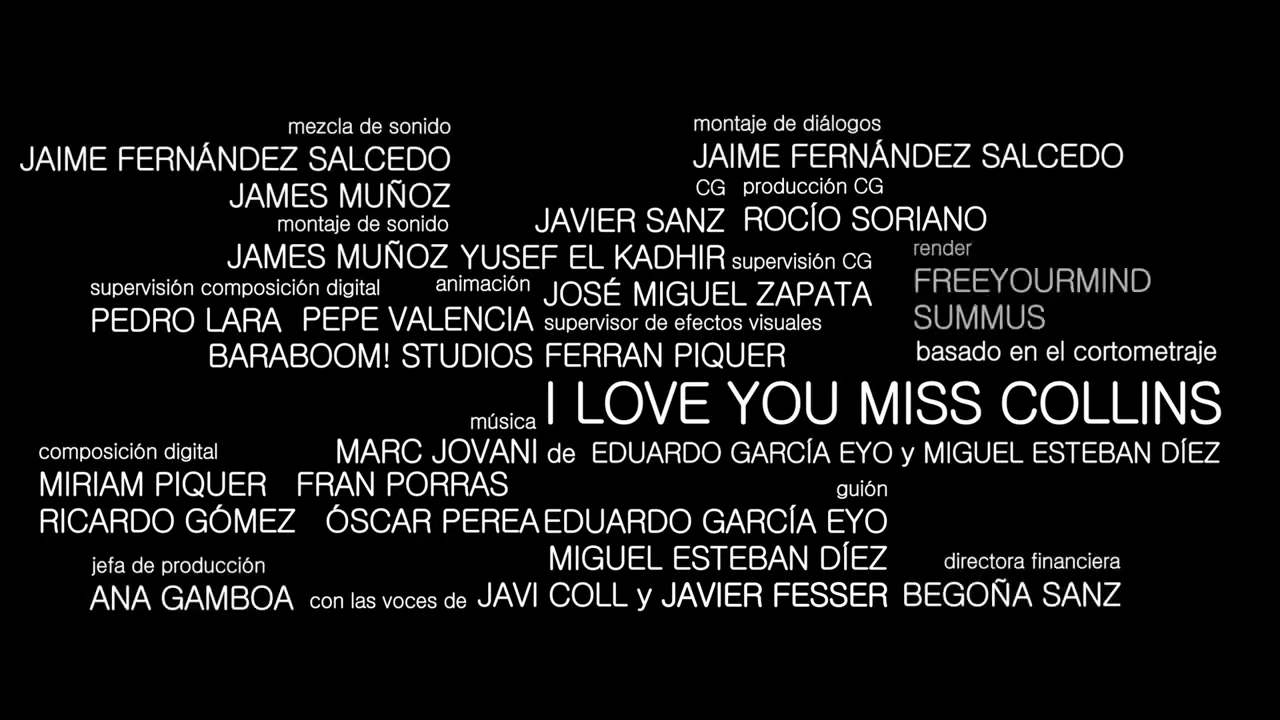 mezcla de sonido
JAIME FERNÁNDEZ SALCEDO
JAMES MUÑOZ
montaje de sonido
JAMES MUÑOZ
montaje de diálogos
JAIME FERNÁNDEZ SALCEDO
CG
JAVIER SANZ
YUSEF EL KADHIR
producción CG
ROCÍO SORIANO
supervisión CG
JOSÉ MIGUEL ZAPATA
render
FREEYOURMIND
SUMMUS
supervisión composición digital
PEDRO LARA
animación
PEPE VALENCIA
BARABOOM! STUDIOS
supervisor de efectos visuales
FERRAN PIQUER
basado en el cortometraje
I LOVE YOU MISS COLLINS
de EDUARDO GARCÍA EYO y MIGUEL ESTEBAN DÍEZ
música
MARC JOVANI
composición digital
MIRIAM PIQUER FRAN PORRAS
RICARDO GÓMEZ ÓSCAR PEREA
guión
EDUARDO GARCÍA EYO
MIGUEL ESTEBAN DÍEZ
jefa de producción
ANA GAMBOA
con las voces de JAVI COLL y JAVIER FESSER
directora financiera
BEGOÑA SANZ